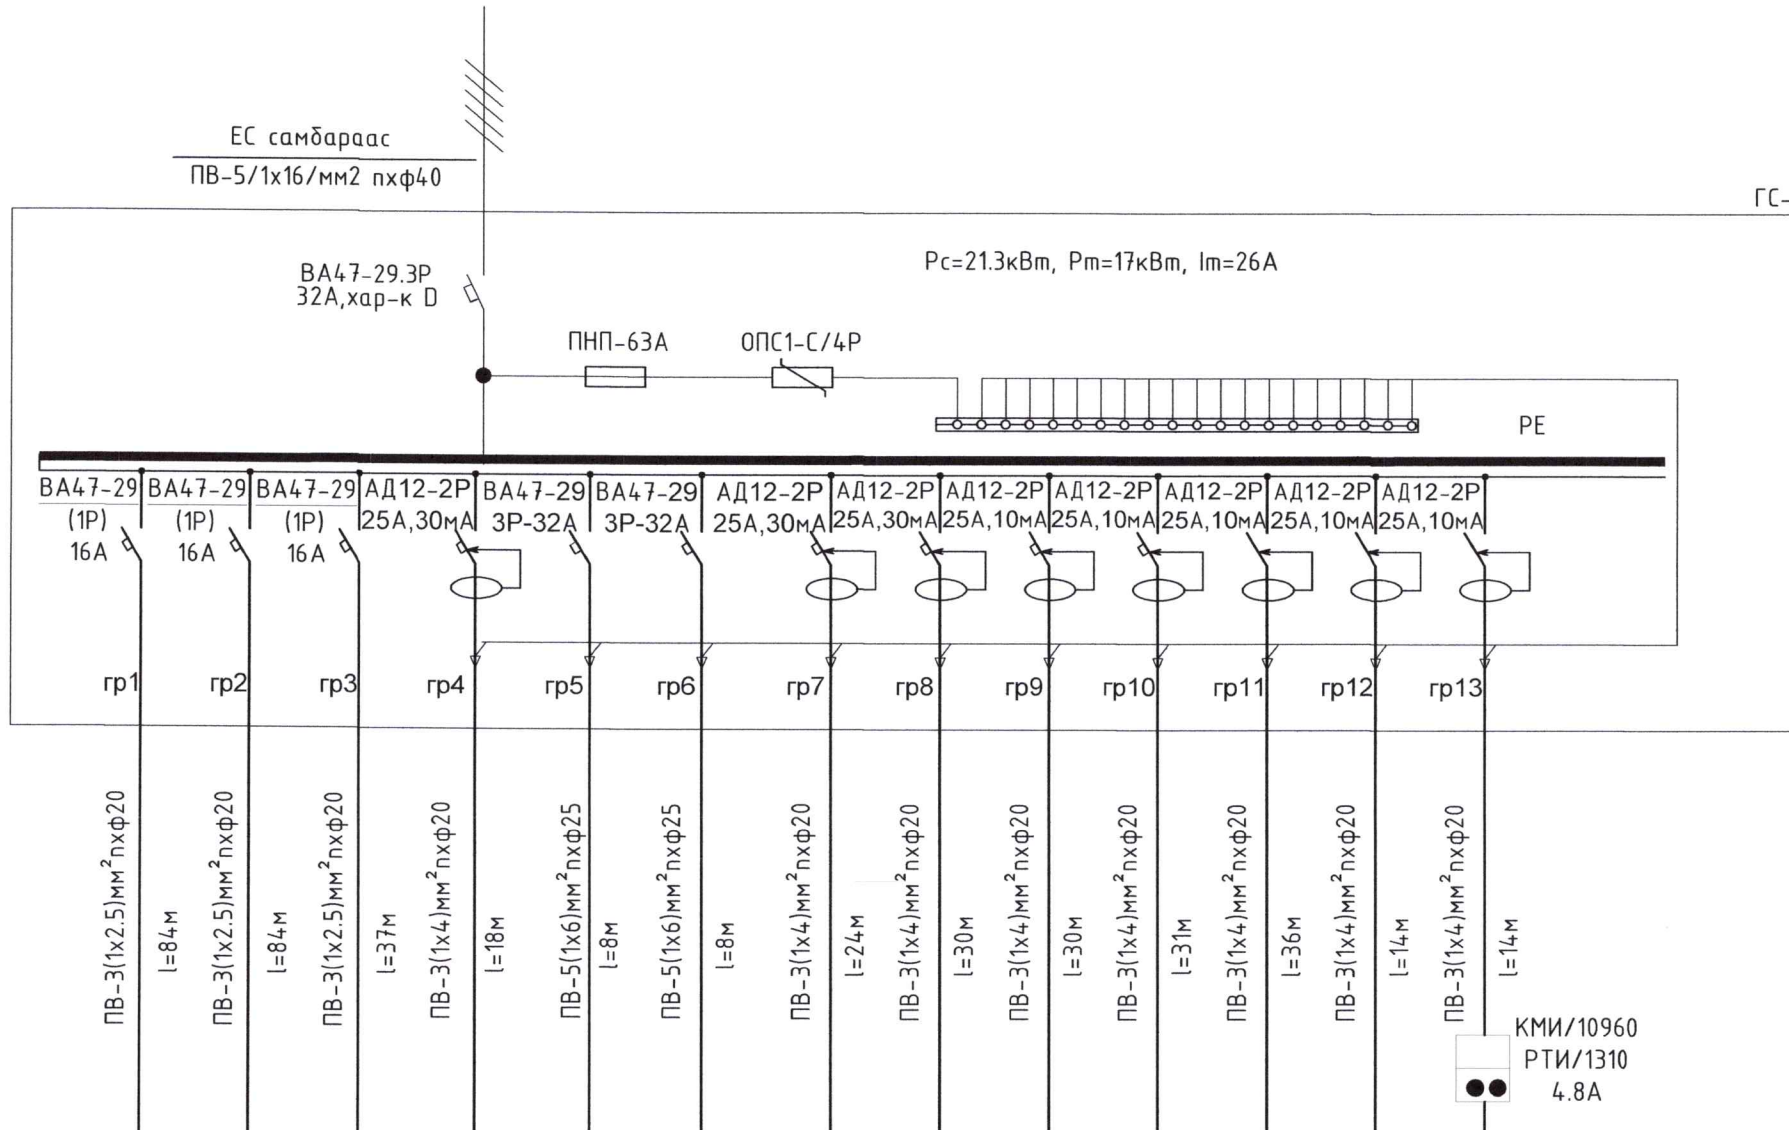 ЕС самбараас
ПВ-5/1х16/мм2 пхф40
ГС-
ВА47-29.3Р
32А,хар-к D
Рс=21.3кВт, Рт=17кВт, Iт=26А
ПНП-63А
ОПС1-С/4Р
РЕ
ВА47-29
(1Р)
16А
ВА47-29
(1Р)
16А
ВА47-29
(1Р)
16А
АД12-2Р
25А,30мА
ВА47-29
3Р-32А
ВА47-29
3Р-32А
АД12-2Р
25А,30мА
АД12-2Р
25А,30мА
АД12-2Р
25А,10мА
АД12-2Р
25А,10мА
АД12-2Р
25А,10мА
АД12-2Р
25А,10мА
АД12-2Р
25А,10мА
гр1
гр2
гр3
гр4
гр5
гр6
гр7
гр8
гр9
гр10
гр11
гр12
гр13
ПВ-3(1х2.5)мм²пхф20
l=84м
ПВ-3(1х2.5)мм²пхф20
l=84м
ПВ-3(1х2.5)мм²пхф20
l=37м
ПВ-3(1х4)мм²пхф20
l=18м
ПВ-5(1х6)мм²пхф25
l=8м
ПВ-5(1х6)мм²пхф25
l=8м
ПВ-3(1х4)мм²пхф20
l=24м
ПВ-3(1х4)мм²пхф20
l=30м
ПВ-3(1х4)мм²пхф20
l=30м
ПВ-3(1х4)мм²пхф20
l=31м
ПВ-3(1х4)мм²пхф20
l=36м
ПВ-3(1х4)мм²пхф20
l=14м
ПВ-3(1х4)мм²пхф20
l=14м
КМИ/10960
РТИ/1310
4.8А